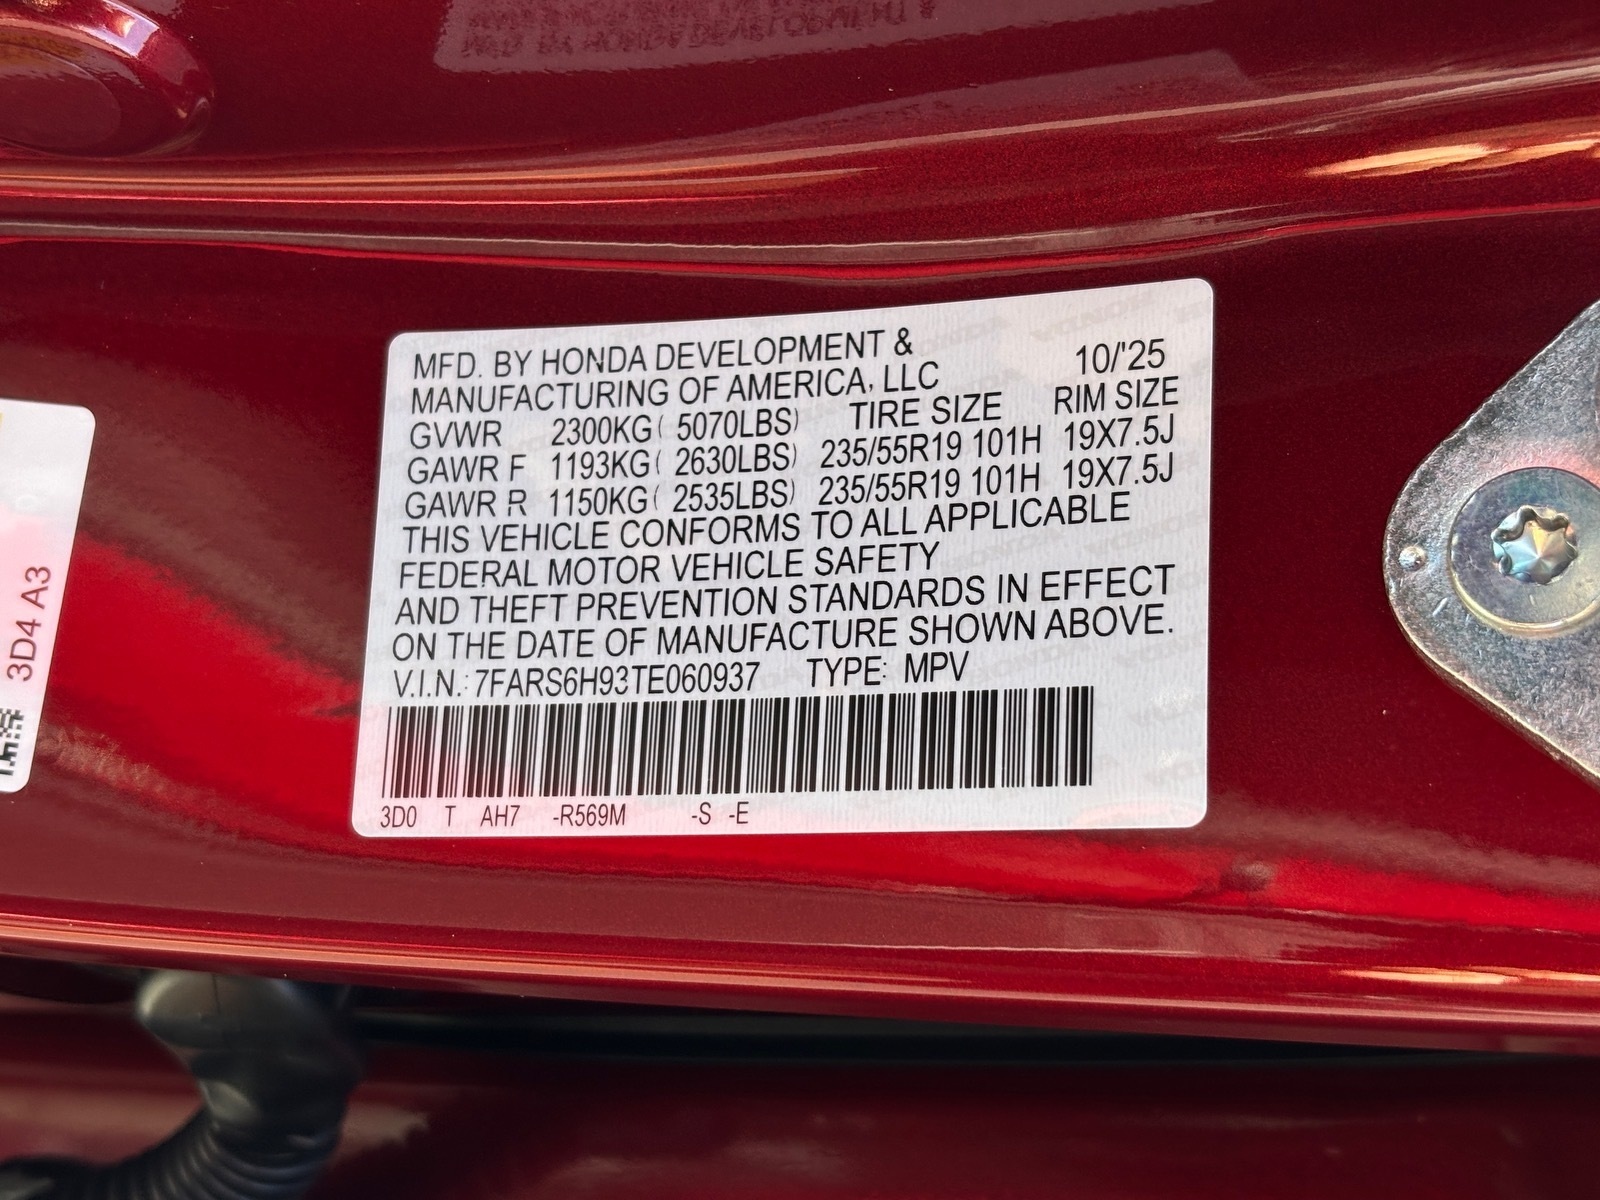 MFD. BY HONDA DEVELOPMENT &
MANUFACTURING OF AMERICA, LLC 10/'25
GVWR 2300KG( 5070LBS) TIRE SIZE RIM SIZE
GAWR F 1193KG( 2630LBS) 235/55R19 101H 19X7.5J
GAWR R 1150KG( 2535LBS) 235/55R19 101H 19X7.5J
THIS VEHICLE CONFORMS TO ALL APPLICABLE
FEDERAL MOTOR VEHICLE SAFETY
AND THEFT PREVENTION STANDARDS IN EFFECT
ON THE DATE OF MANUFACTURE SHOWN ABOVE.
V.I.N.: 7FARS6H93TE060937 TYPE: MPV
3D0 T AH7 -R569M -S -E
3D4 A3